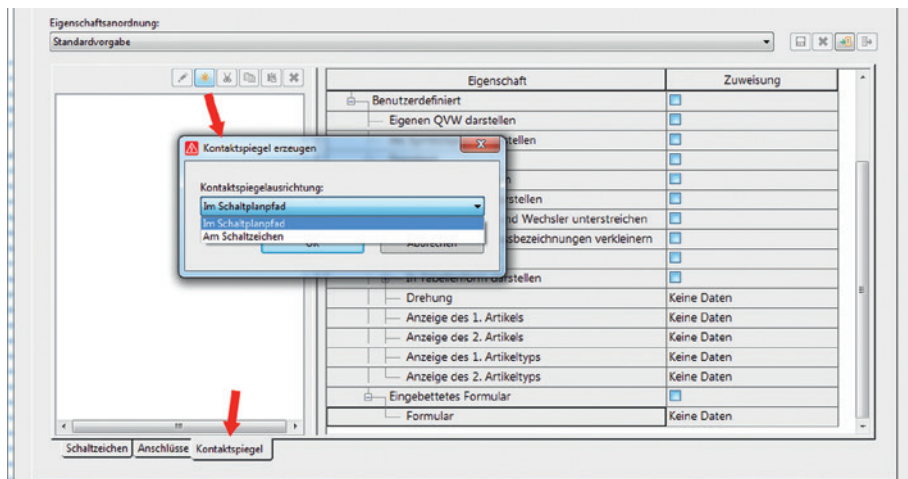 Eigenschaftsanordnung:
Standardvorgabe
Eigenschaft Zuweisung
Benutzerdefiniert
Eigenen QVW darstellen
Kontaktspiegel erzeugen
Kontaktspiegelausrichtung:
Im Schaltplanpfad
Im Schaltplanpfad
Am Schaltzeichen
nd Wechsler unterstreichen
sbezeichnungen verkleinern
In Tabellenform darstellen
Drehung Keine Daten
Anzeige des 1. Artikels Keine Daten
Anzeige des 2. Artikels Keine Daten
Anzeige des 1. Artikeltyps Keine Daten
Anzeige des 2. Artikeltyps Keine Daten
Eingebettetes Formular
Formular Keine Daten
Schaltzeichen Anschlüsse Kontaktspiegel